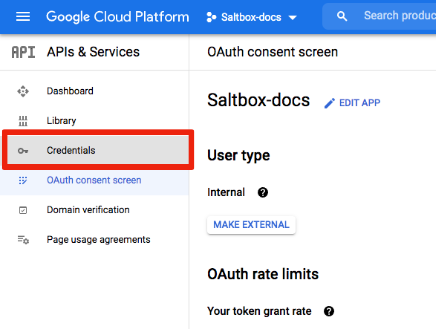 Google Cloud Platform Saltbox-docs Search produc
API APIs & Services OAuth consent screen
Dashboard
Library
Credentials
OAuth consent screen
Domain verification
Page usage agreements
Saltbox-docs EDIT APP
User type
Internal ?
MAKE EXTERNAL
OAuth rate limits
Your token grant rate ?